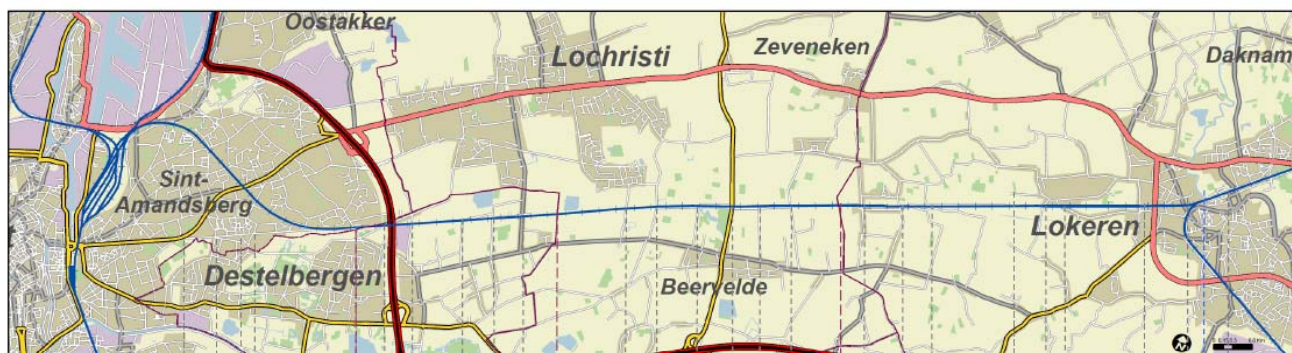 Oostakker
Lochristi
Zeveneken
Daknam
Sint-
Amandsberg
Lokeren
Destelbergen
Beervelde